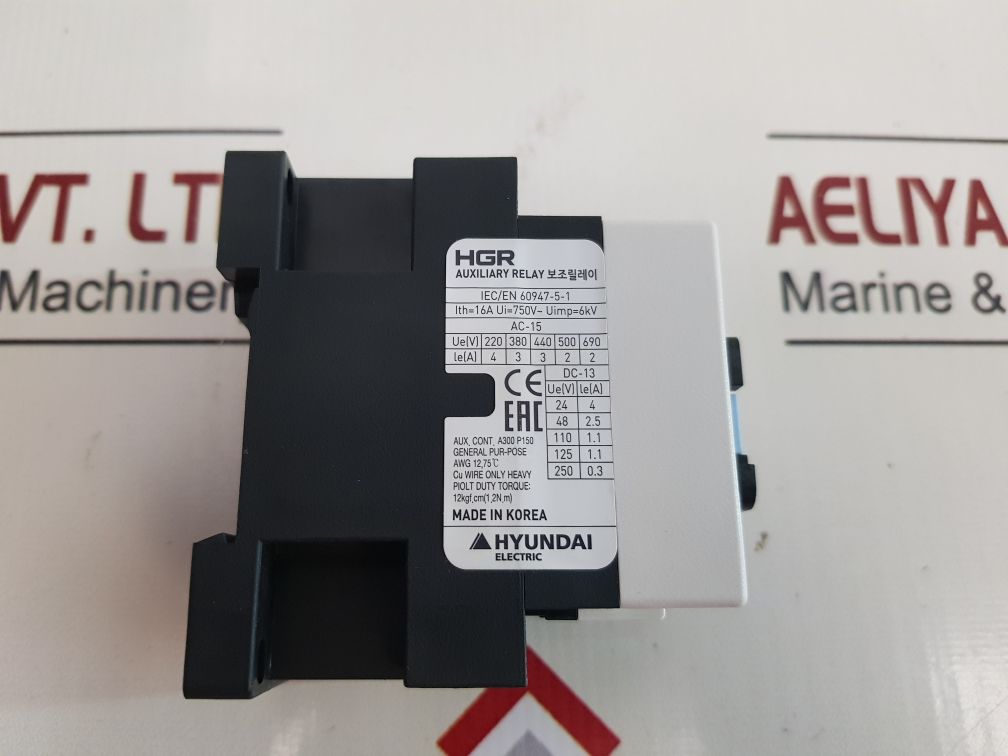 VT. LT
Machiner
AELIYA
Marine &
HGR
AUXILIARY RELAY 보조릴레이
IEC/EN 60947-5-1
Ith=16A Ui=750V~ Uimp=6kV
AC-15
Ue(V) 220 380 440 500 690
le(A) 4 3 3 2 2
DC-13
Ue(V) le(A)
24 4
48 2.5
110 1.1
125 1.1
250 0.3
CE
EAC
AUX. CONT. A300 P150
GENERAL PUR-POSE
AWG 12,75℃
Cu WIRE ONLY HEAVY
PIOLT DUTY TORQUE:
12kgf.cm(1.2N.m)
MADE IN KOREA
HYUNDAI
ELECTRIC